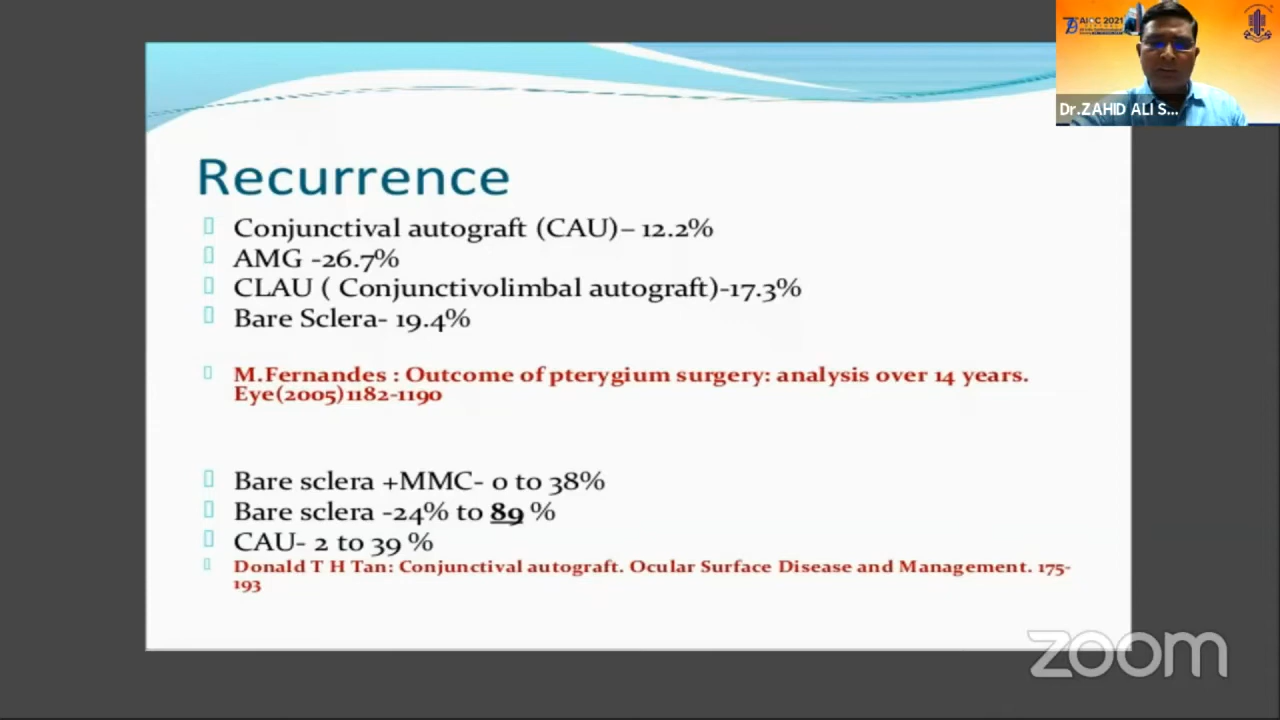 AIOC 2021
Dr.ZAHID ALI S...
Recurrence
Conjunctival autograft (CAU)– 12.2%
AMG -26.7%
CLAU ( Conjunctivolimbal autograft)-17.3%
Bare Sclera- 19.4%
M.Fernandes : Outcome of pterygium surgery: analysis over 14 years.
Eye(2005)1182-1190
Bare sclera +MMC- 0 to 38%
Bare sclera -24% to 89 %
CAU- 2 to 39 %
Donald T H Tan: Conjunctival autograft. Ocular Surface Disease and Management. 175-
193
zoom